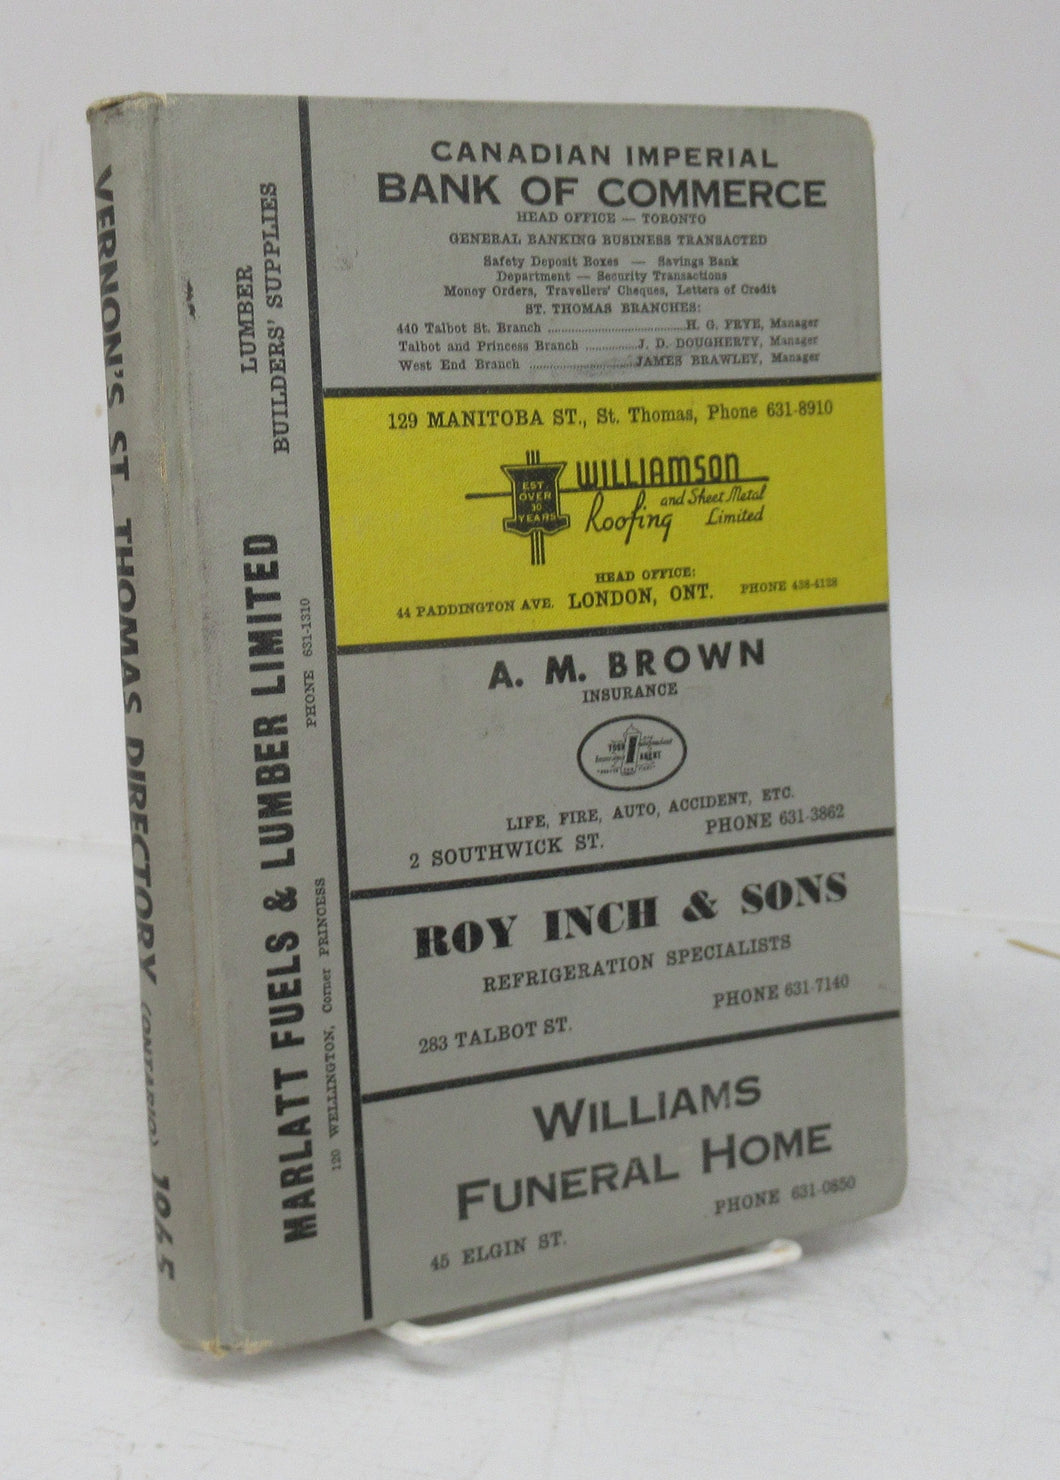 VERNON'S ST. THOMAS DIRECTORY (ONTARIO) 1965
LUMBER
BUILDERS' SUPPLIES
MARLATT FUELS & LUMBER LIMITED
PHONE 631-1310
120 WELLINGTON, Corner PRINCESS
CANADIAN IMPERIAL
BANK OF COMMERCE
HEAD OFFICE — TORONTO
GENERAL BANKING BUSINESS TRANSACTED
Safety Deposit Boxes — Savings Bank
Department — Security Transactions
Money Orders, Travellers' Cheques, Letters of Credit
ST. THOMAS BRANCHES:
440 Talbot St. Branch ........ H. G. FRYE, Manager
Talbot and Princess Branch ........ J. D. DOUGHERTY, Manager
West End Branch ........ JAMES BRAWLEY, Manager
129 MANITOBA ST., St. Thomas, Phone 631-8910
EST.
OVER
30
YEARS
WILLIAMSON
Roofing and Sheet Metal
Limited
HEAD OFFICE:
44 PADDINGTON AVE. LONDON, ONT. PHONE 438-4128
A. M. BROWN
INSURANCE
YOUR Independent
Insurance AGENT
LIFE, FIRE, AUTO, ACCIDENT, ETC.
2 SOUTHWICK ST. PHONE 631-3862
ROY INCH & SONS
REFRIGERATION SPECIALISTS
283 TALBOT ST. PHONE 631-7140
WILLIAMS
FUNERAL HOME
45 ELGIN ST. PHONE 631-0850